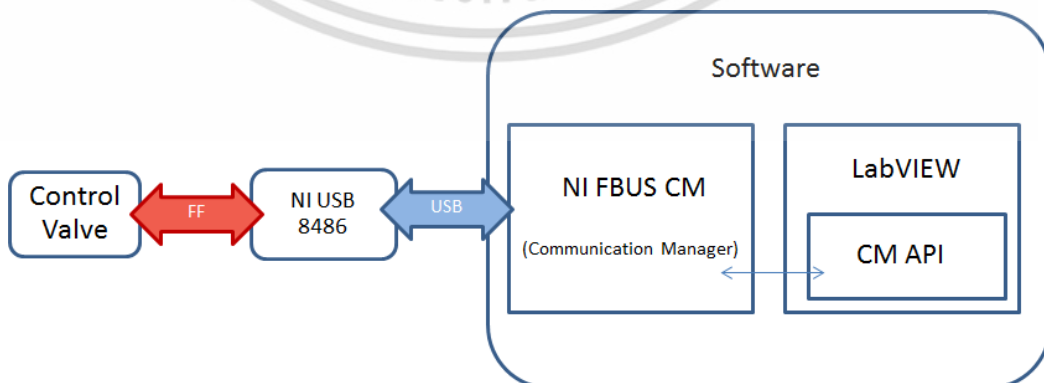 Software
Control
Valve
FF
NI USB
8486
USB
NI FBUS CM
(Communication Manager)
LabVIEW
CM API